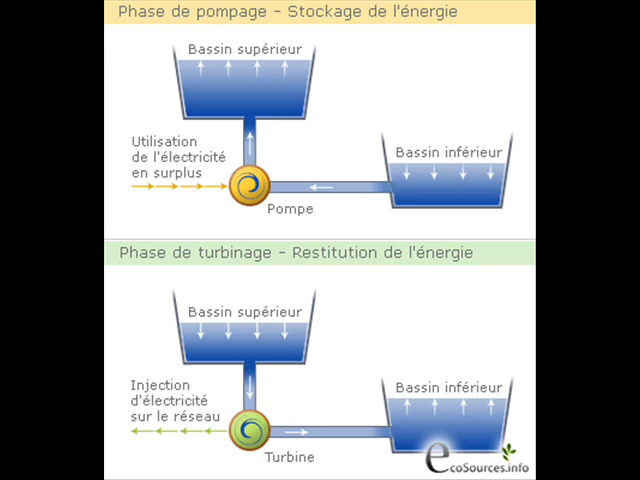 Phase de pompage - Stockage de l'énergie
Bassin supérieur
Utilisation
de l'électricité
en surplus
Bassin inférieur
Pompe
Phase de turbinage - Restitution de l'énergie
Bassin supérieur
Injection
d'électricité
sur le réseau
Bassin inférieur
Turbine
ecoSources.info